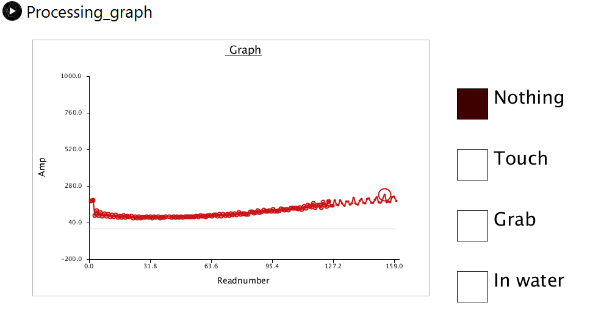 Processing_graph
Graph
1000.0
760.0
520.0
280.0
40.0
-200.0
Amp
0.0 31.8 63.6 95.4 127.2 159.0
Readnumber
Nothing
Touch
Grab
In water